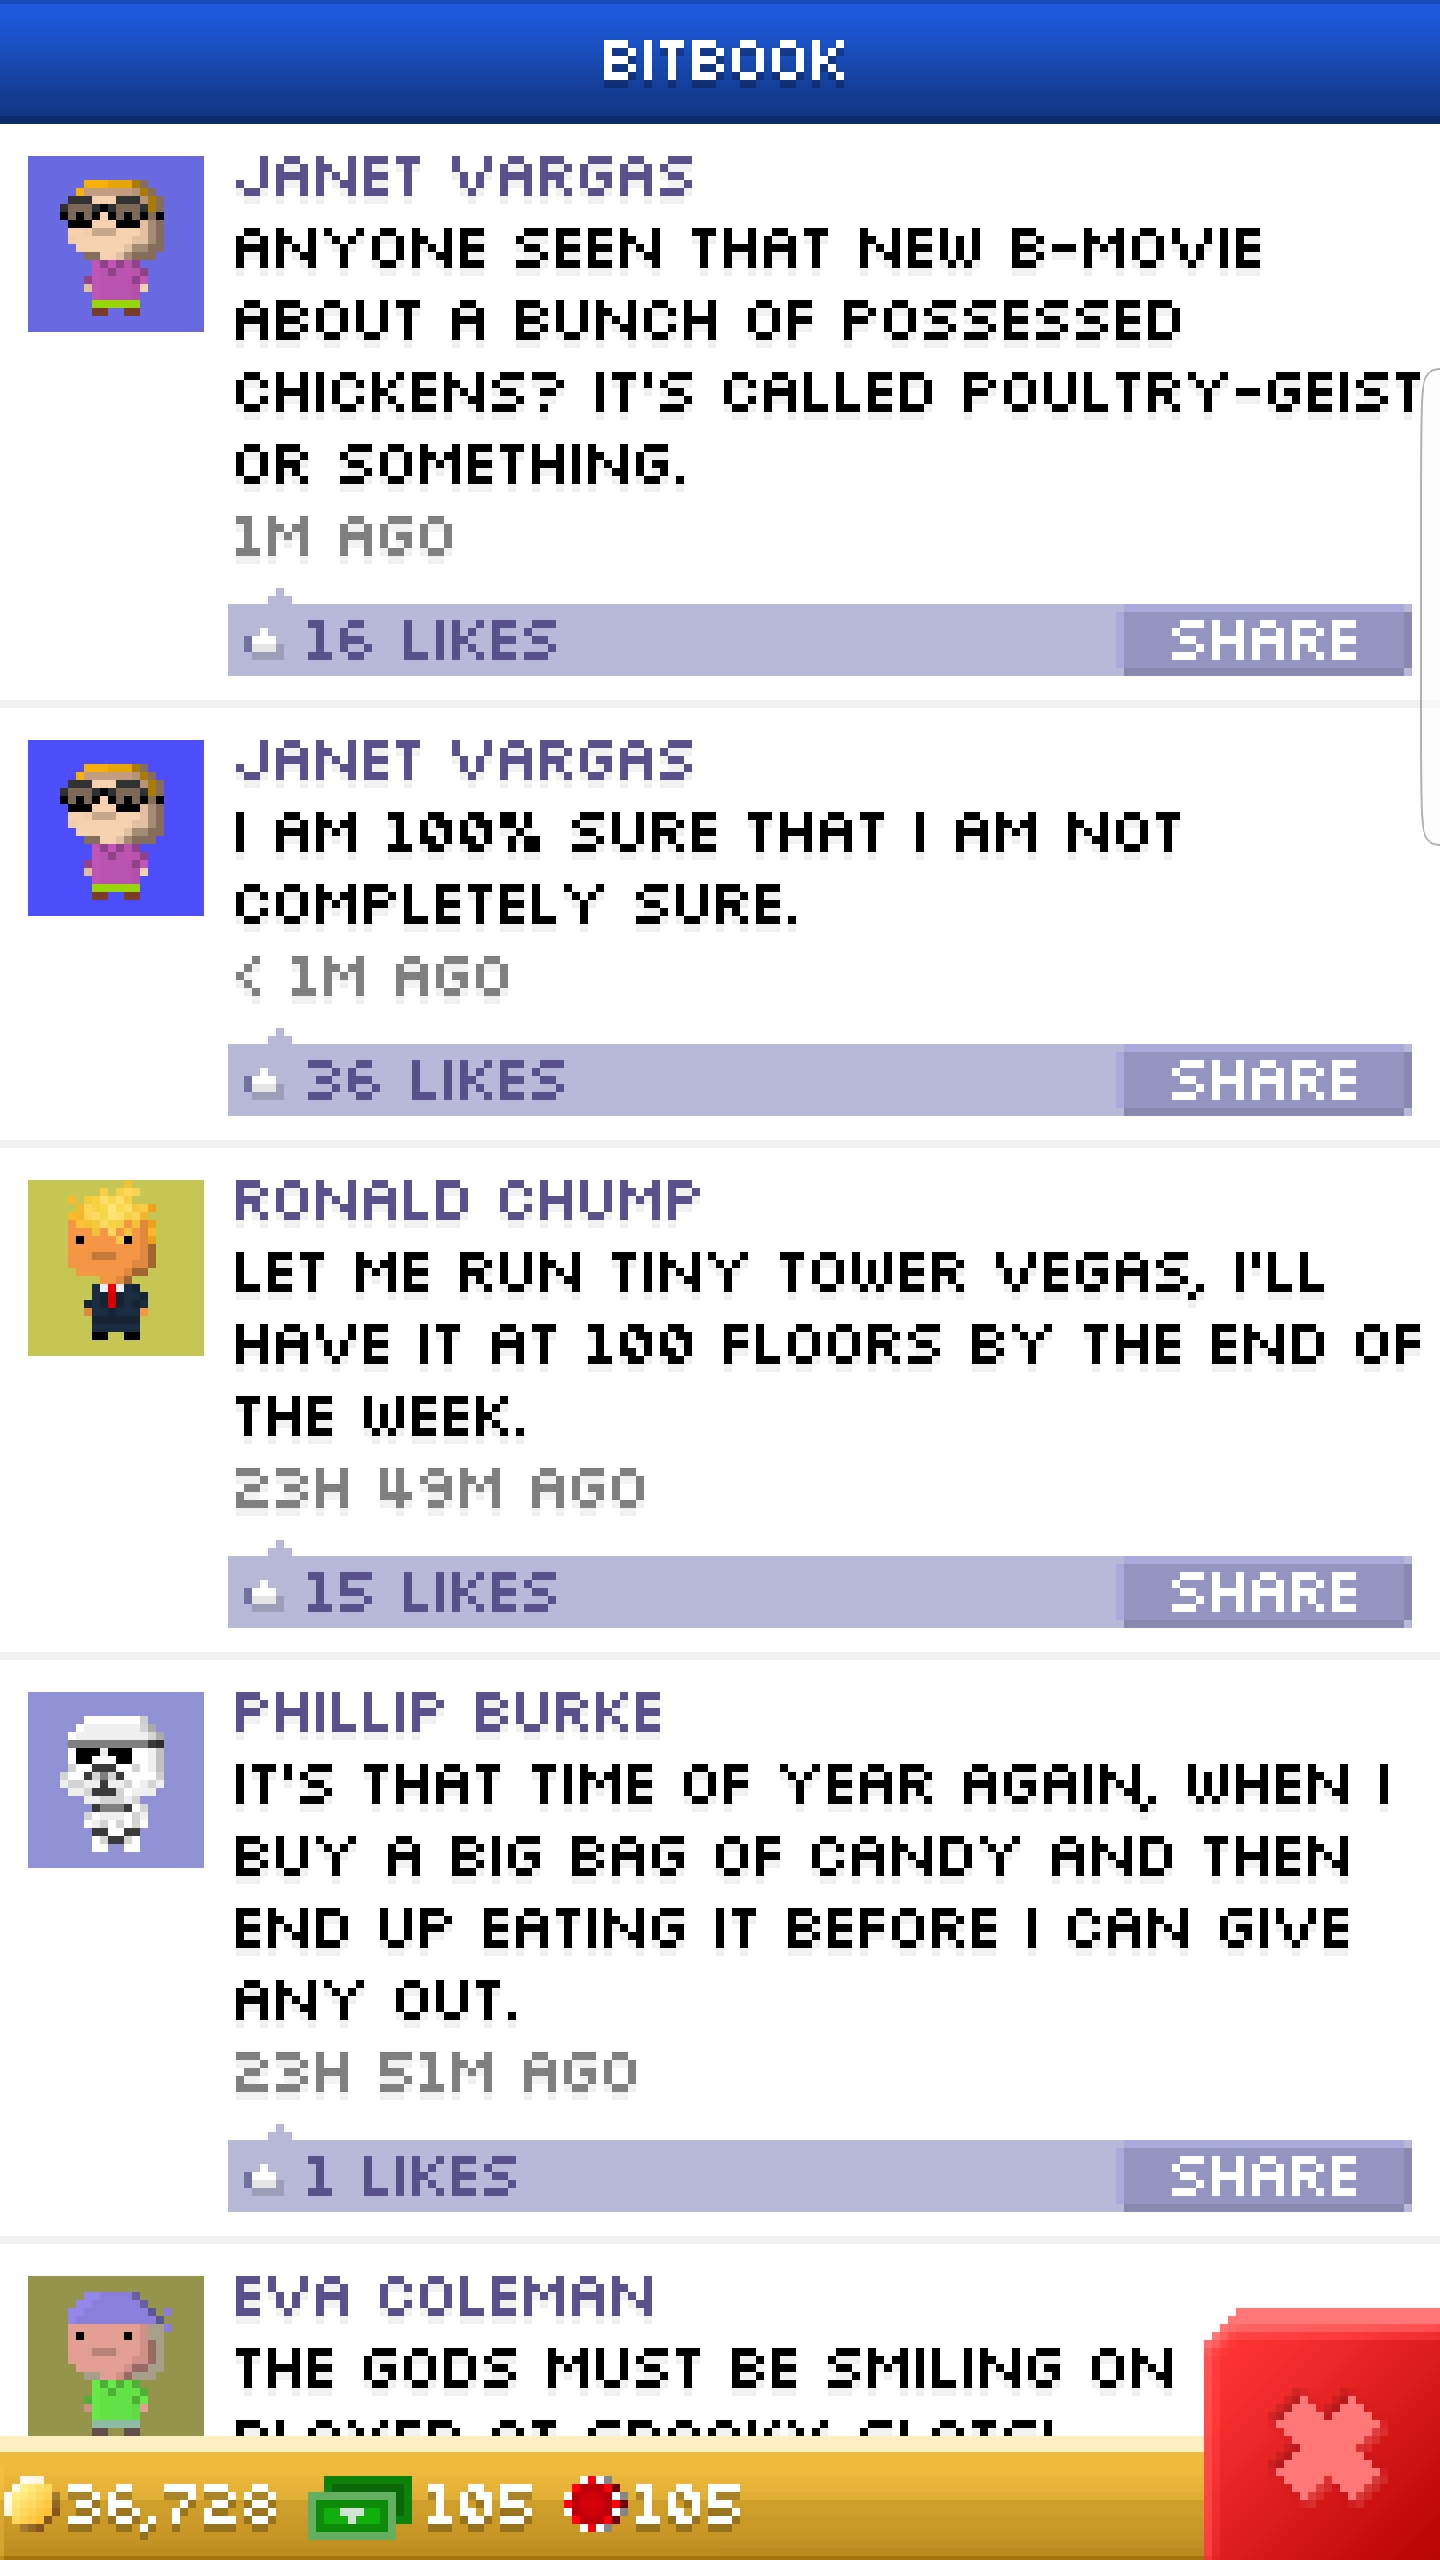 BITBOOK
JANET VARGAS
ANYONE SEEN THAT NEW B-MOVIE
ABOUT A BUNCH OF POSSESSED
CHICKENS? IT'S CALLED POULTRY-GEIST
OR SOMETHING.
1M AGO
16 LIKES
SHARE
JANET VARGAS
I AM 100% SURE THAT I AM NOT
COMPLETELY SURE.
< 1M AGO
36 LIKES
SHARE
RONALD CHUMP
LET ME RUN TINY TOWER VEGAS, I'LL
HAVE IT AT 100 FLOORS BY THE END OF
THE WEEK.
23H 49M AGO
15 LIKES
SHARE
PHILLIP BURKE
IT'S THAT TIME OF YEAR AGAIN, WHEN I
BUY A BIG BAG OF CANDY AND THEN
END UP EATING IT BEFORE I CAN GIVE
ANY OUT.
23H 51M AGO
1 LIKES
SHARE
EVA COLEMAN
THE GODS MUST BE SMILING ON
36,728 105 105